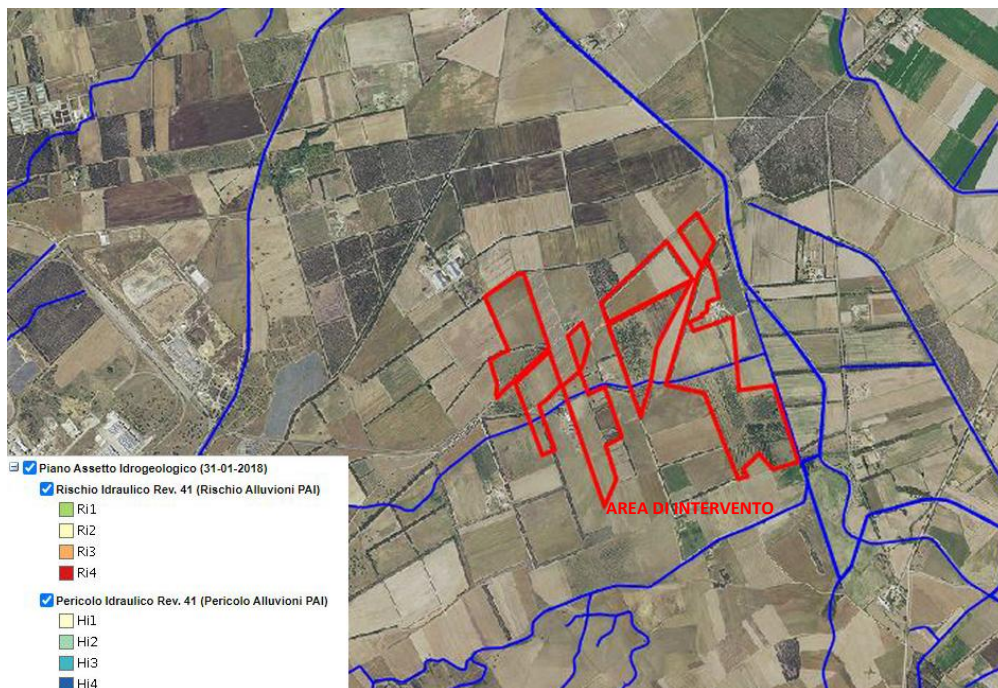 AREA DI INTERVENTO
Piano Assetto Idrogeologico (31-01-2018)
Rischio Idraulico Rev. 41 (Rischio Alluvioni PAI)
Ri1
Ri2
Ri3
Ri4
Pericolo Idraulico Rev. 41 (Pericolo Alluvioni PAI)
Hi1
Hi2
Hi3
Hi4